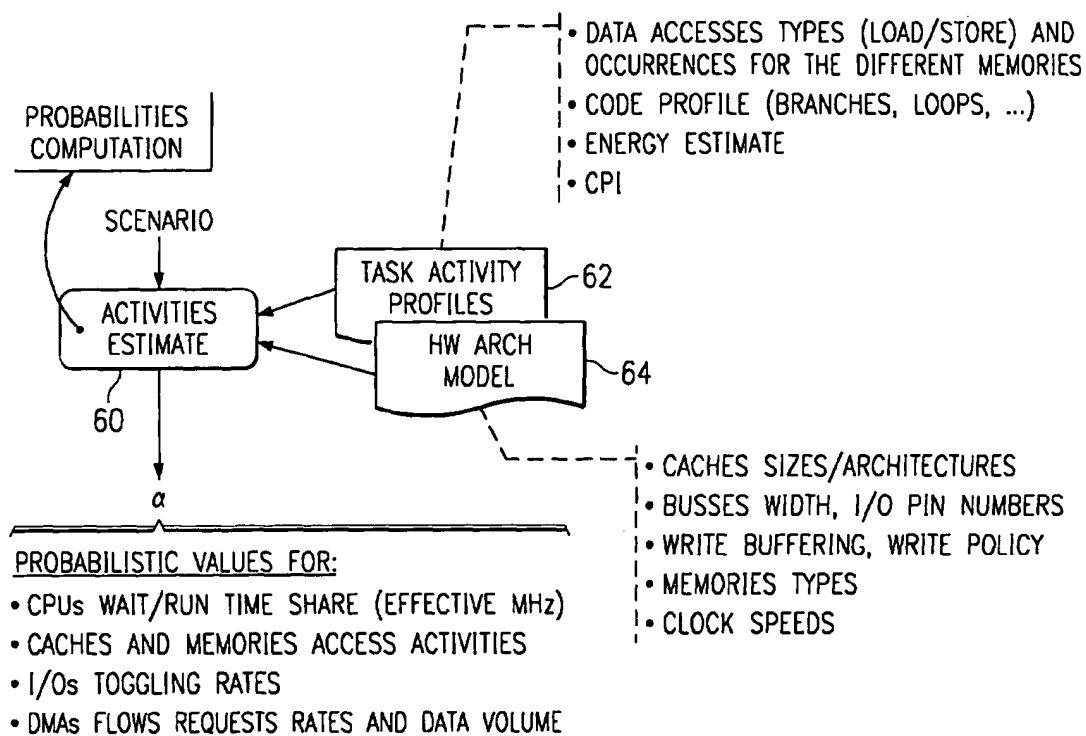 • DATA ACCESSES TYPES (LOAD/STORE) AND
OCCURRENCES FOR THE DIFFERENT MEMORIES
• CODE PROFILE (BRANCHES, LOOPS, ...)
• ENERGY ESTIMATE
• CPI
PROBABILITIES
COMPUTATION
SCENARIO
TASK ACTIVITY
PROFILES
62
ACTIVITIES
ESTIMATE
60
HW ARCH
MODEL
64
• CACHES SIZES/ARCHITECTURES
• BUSSES WIDTH, I/O PIN NUMBERS
• WRITE BUFFERING, WRITE POLICY
• MEMORIES TYPES
• CLOCK SPEEDS
α
PROBABILISTIC VALUES FOR:
• CPUs WAIT/RUN TIME SHARE (EFFECTIVE MHz)
• CACHES AND MEMORIES ACCESS ACTIVITIES
• I/Os TOGGLING RATES
• DMAs FLOWS REQUESTS RATES AND DATA VOLUME